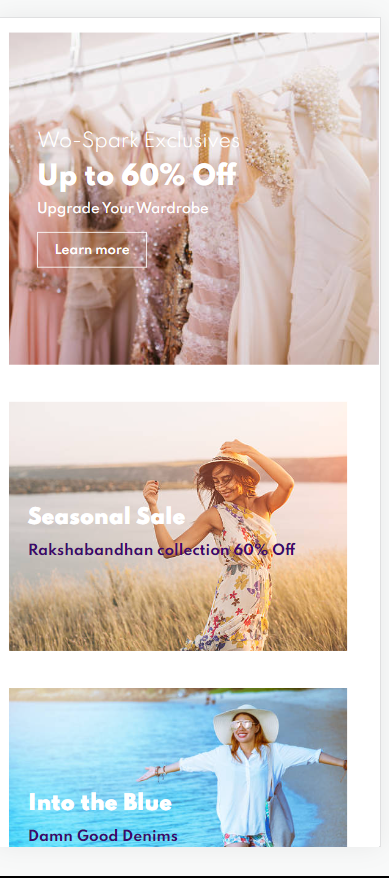 Wo-Spark Exclusives
Up to 60% Off
Upgrade Your Wardrobe
Learn more
Seasonal Sale
Rakshabandhan collection 60% Off
Into the Blue
Damn Good Denims